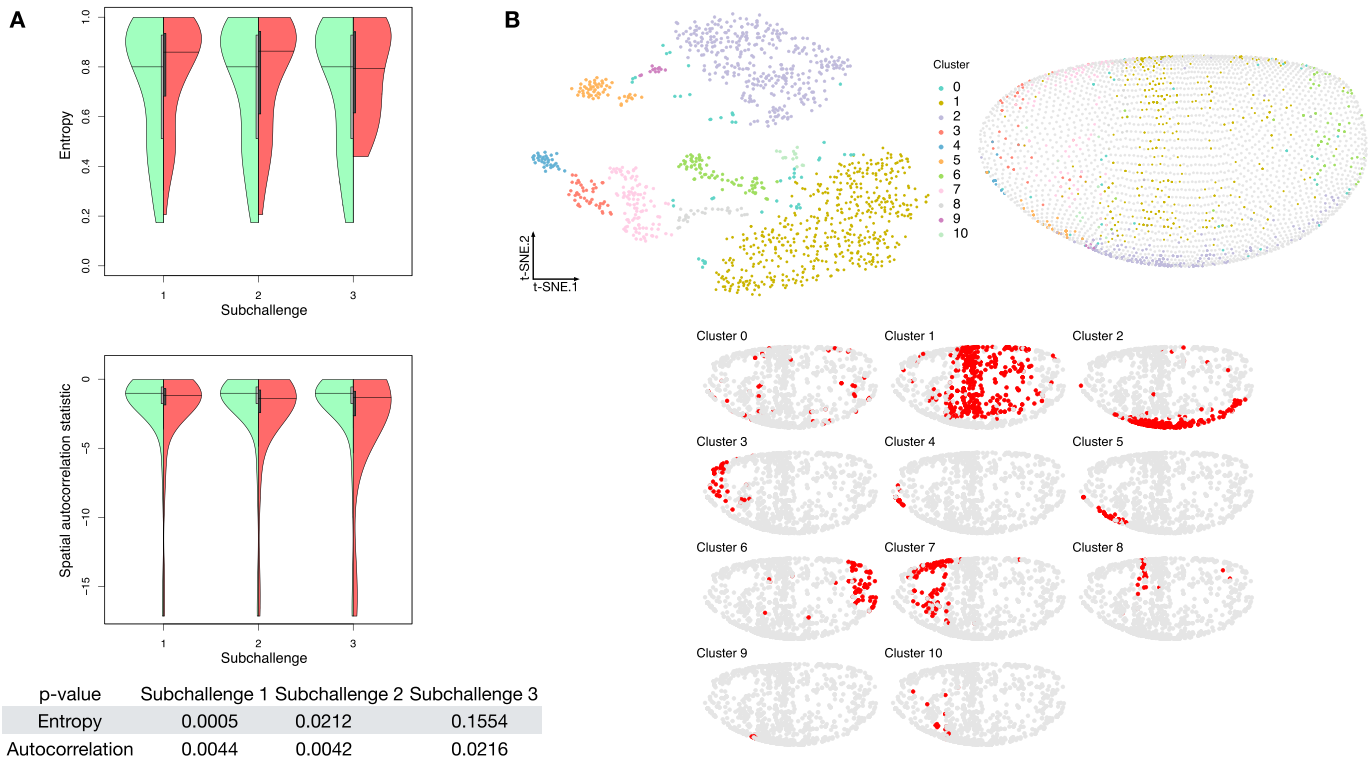 A
Entropy
1.0
0.8
0.6
0.4
0.2
0.0
1 2 3
Subchallenge
Spatial autocorrelation statistic
0
−5
−10
−15
1 2 3
Subchallenge
p-value Subchallenge 1 Subchallenge 2 Subchallenge 3
Entropy 0.0005 0.0212 0.1554
Autocorrelation 0.0044 0.0042 0.0216
B
t-SNE.2
t-SNE.1
Cluster
0
1
2
3
4
5
6
7
8
9
10
Cluster 0 Cluster 1 Cluster 2
Cluster 3 Cluster 4 Cluster 5
Cluster 6 Cluster 7 Cluster 8
Cluster 9 Cluster 10